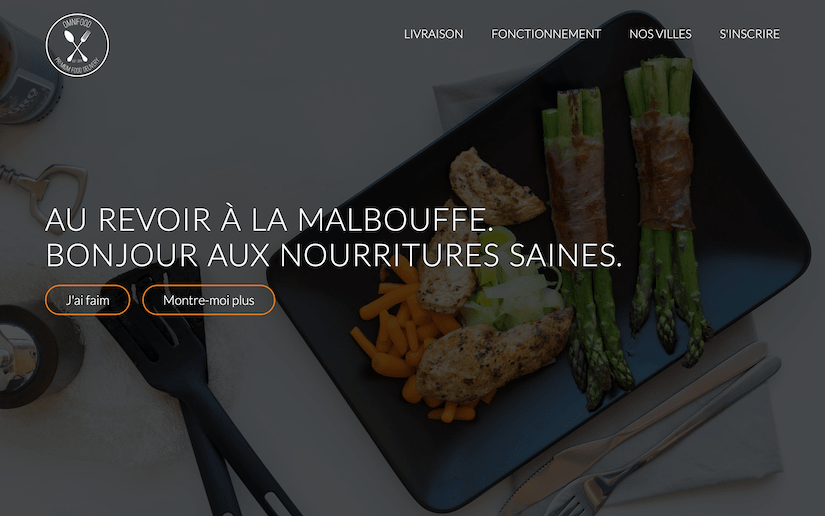 OMNIFOOD
PREMIUM FOOD DELIVERY
LIVRAISON
FONCTIONNEMENT
NOS VILLES
S'INSCRIRE
AU REVOIR À LA MALBOUFFE.
BONJOUR AUX NOURRITURES SAINES.
J'ai faim
Montre-moi plus